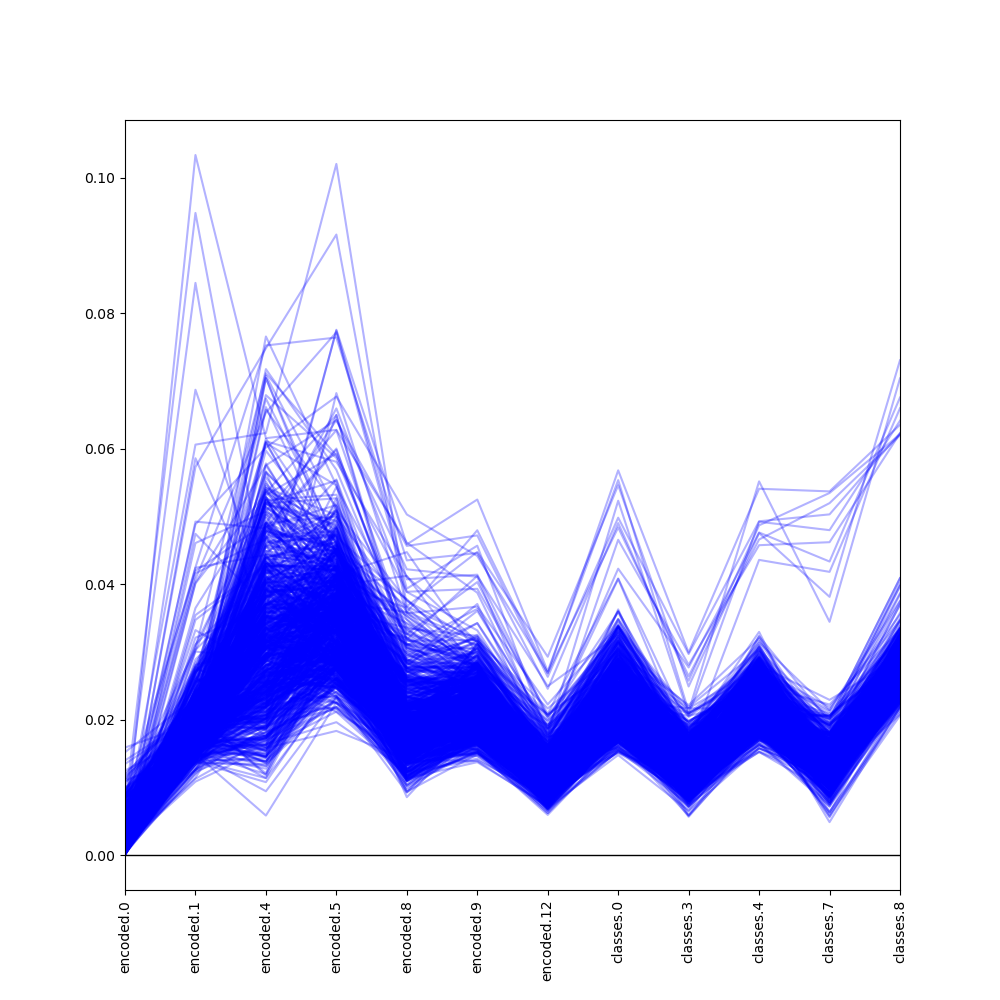 0.10
0.08
0.06
0.04
0.02
0.00
encoded.0
encoded.1
encoded.4
encoded.5
encoded.8
encoded.9
encoded.12
classes.0
classes.3
classes.4
classes.7
classes.8